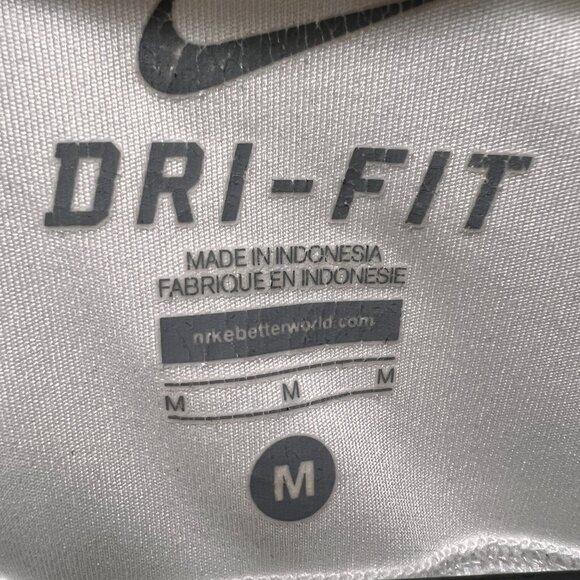 DRI-FIT
MADE IN INDONESIA
FABRIQUE EN INDONESIE
nikebetterworld.com
M M M
M